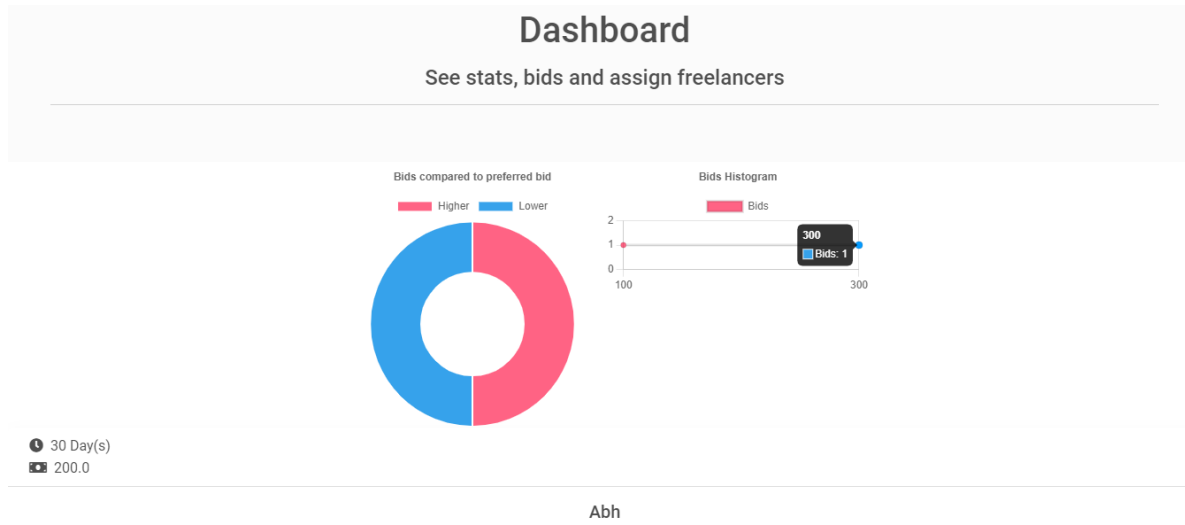 Dashboard
See stats, bids and assign freelancers
Bids compared to preferred bid
Higher Lower
Bids Histogram
Bids
2
1
0
300
Bids: 1
100 300
30 Day(s)
200.0
Abh